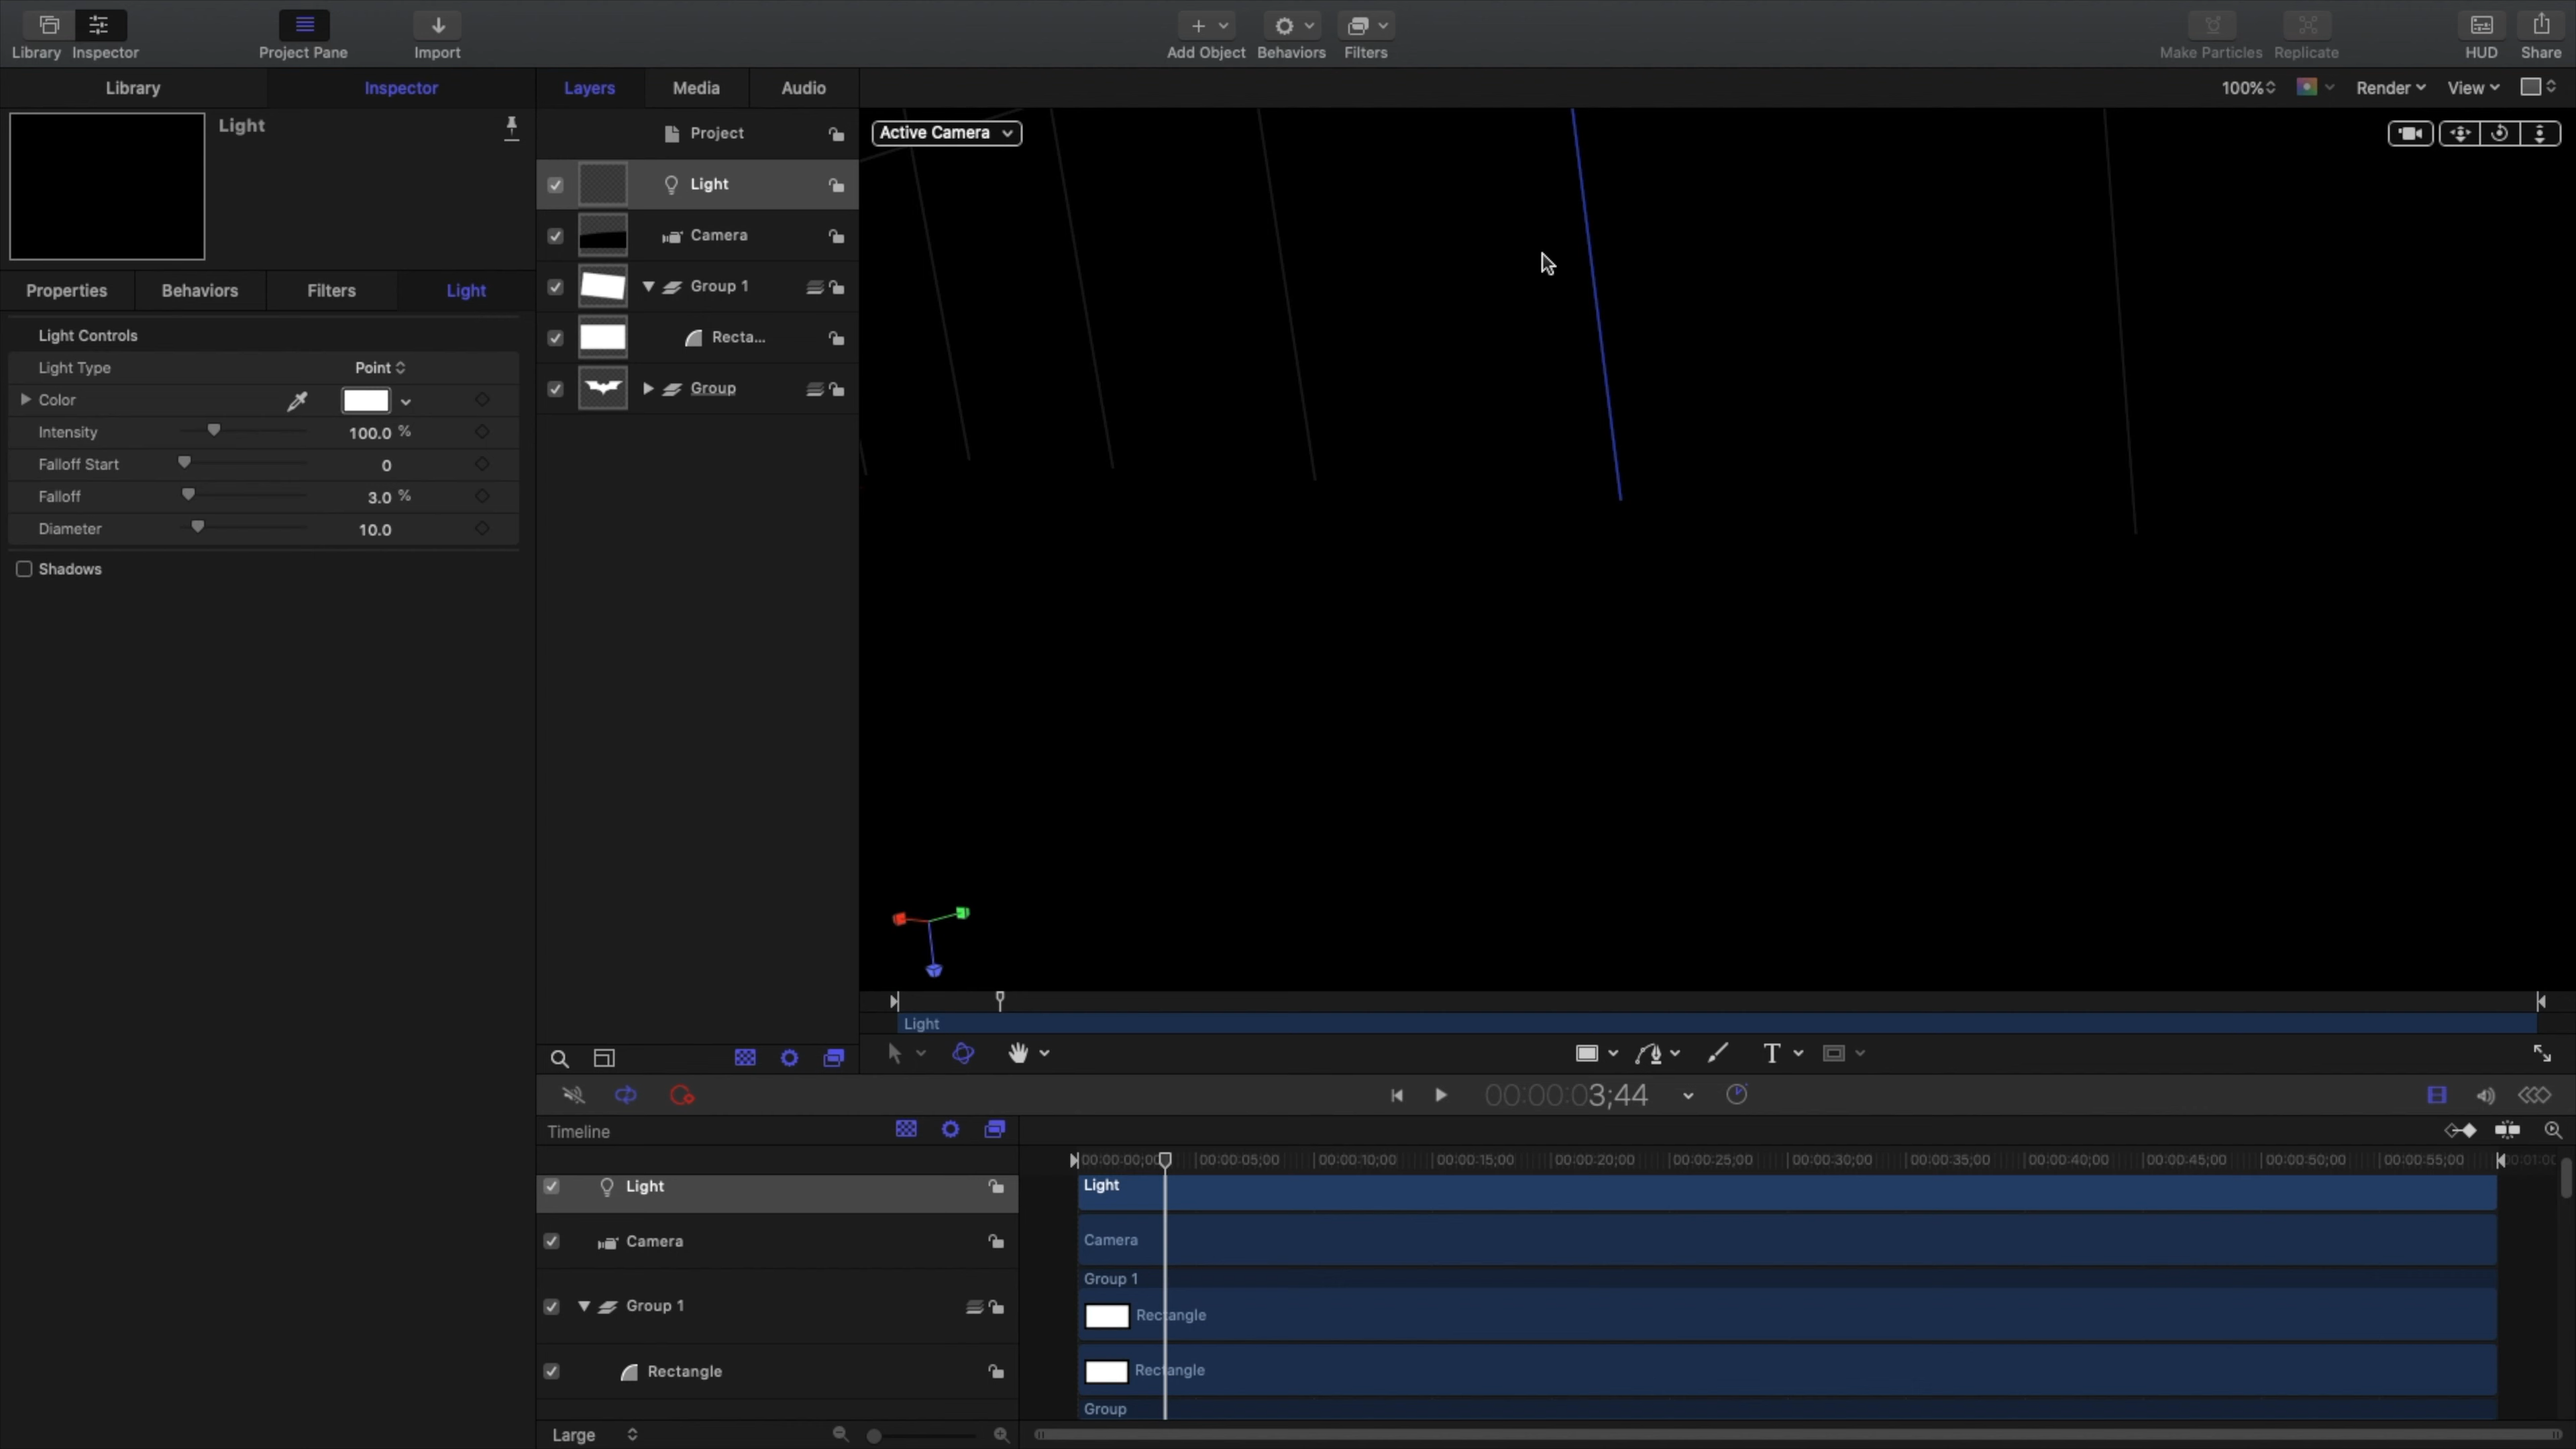 Library Inspector Project Pane Import Add Object Behaviors Filters Make Particles Replicate HUD Share
Library Inspector Layers Media Audio 100% Render View
Light
Active Camera
Project
Light
Camera
Properties Behaviors Filters Light
Group 1
Light Controls
Recta...
Light Type Point
Group
Color
Intensity 100.0 %
Falloff Start 0
Falloff 3.0 %
Diameter 10.0
Shadows
Light
T
00:00:03;44
Timeline
00:00:00;00 00:00:05;00 00:00:10;00 00:00:15;00 00:00:20;00 00:00:25;00 00:00:30;00 00:00:35;00 00:00:40;00 00:00:45;00 00:00:50;00 00:00:55;00
Light Light
Camera Camera
Group 1
Group 1
Rectangle
Rectangle Rectangle
Group
Large